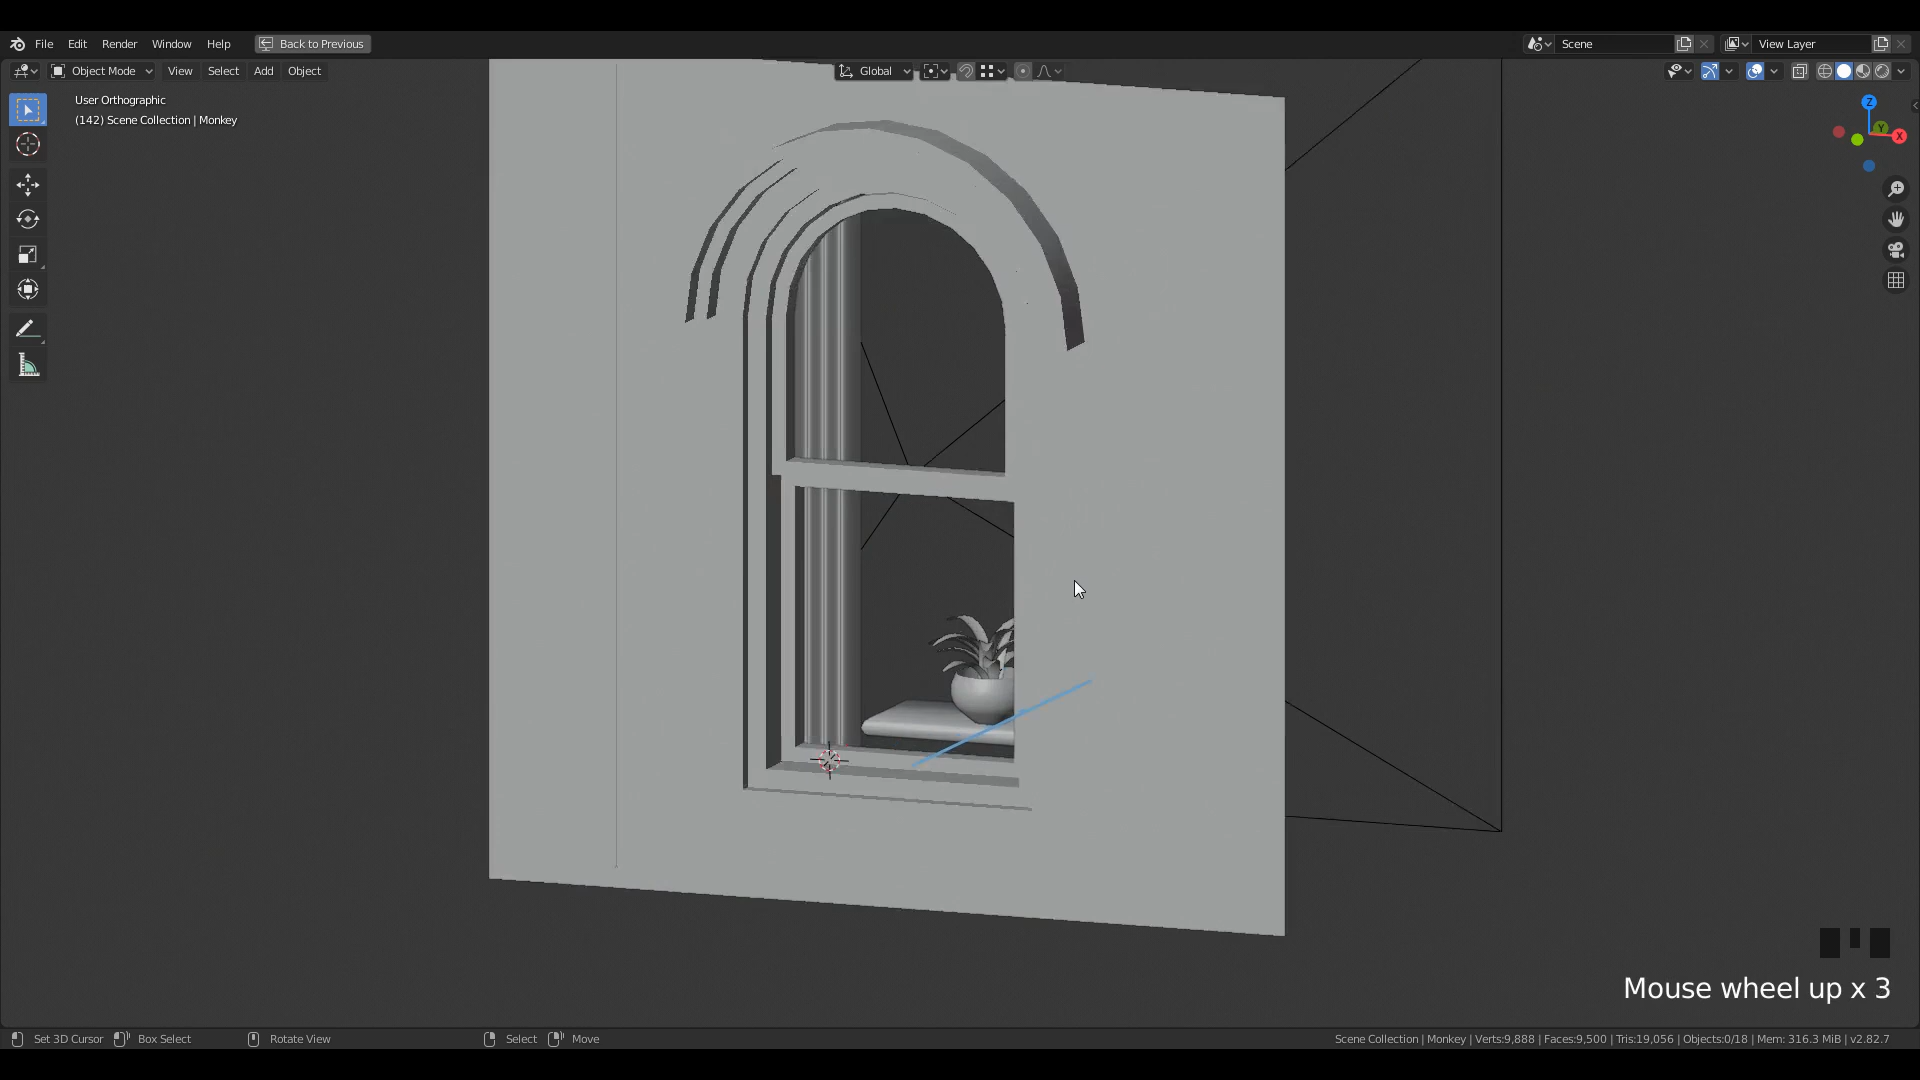 File Edit Render Window Help Back to Previous Scene View Layer
Object Mode View Select Add Object Global
User Orthographic
(142) Scene Collection | Monkey
Z
Y
X
Mouse wheel up x 3
Set 3D Cursor Box Select Rotate View Select Move Scene Collection | Monkey | Verts:9,888 | Faces:9,500 | Tris:19,056 | Objects:0/18 | Mem: 316.3 MiB | v2.82.7